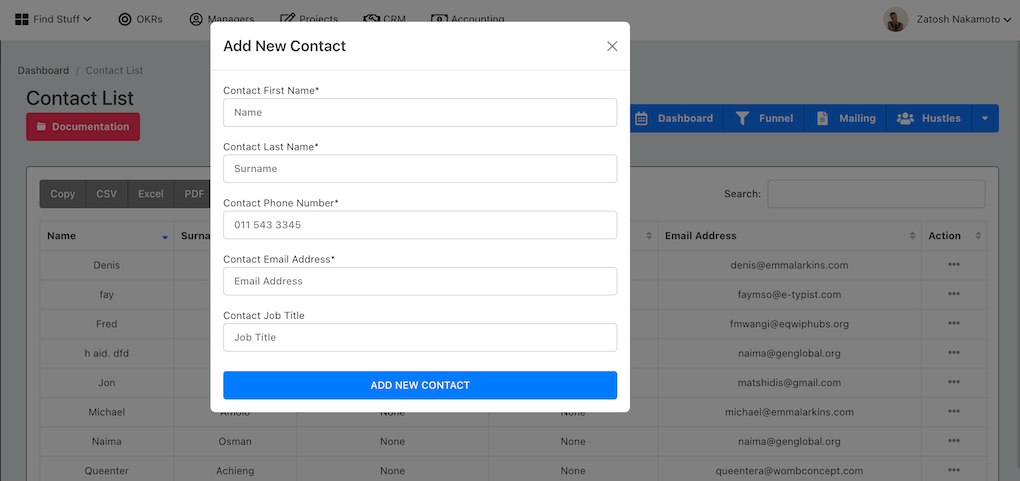 Find Stuff OKRs Managers Projects CRM Accounting Zatosh Nakamoto
Add New Contact
Dashboard / Contact List
Contact List
Documentation
Dashboard Funnel Mailing Hustles
Contact First Name*
Name
Contact Last Name*
Surname
Contact Phone Number*
011 543 3345
Contact Email Address*
Email Address
Contact Job Title
Job Title
ADD NEW CONTACT
Copy CSV Excel PDF
Search:
Name Surna Email Address Action
Denis denis@emmalarkins.com
fay faymso@e-typist.com
Fred fmwangi@eqwiphubs.org
h aid. dfd naima@genglobal.org
Jon matshidis@gmail.com
Michael None None michael@emmalarkins.com
Naima Osman None None naima@genglobal.org
Queenter Achieng None None queentera@wombconcept.com